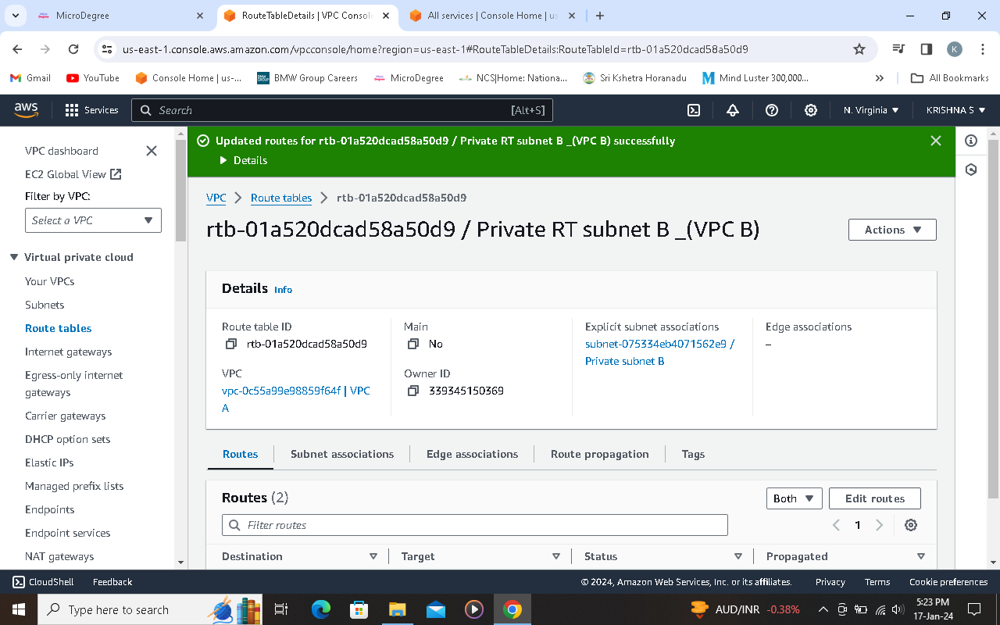 MicroDegree
RouteTableDetails | VPC Consol
All services | Console Home | us
us-east-1.console.aws.amazon.com/vpcconsole/home?region=us-east-1#RouteTableDetails:RouteTableId=rtb-01a520dcad58a50d9
K
Gmail
YouTube
Console Home | us-...
BMW Group Careers
MicroDegree
NCS|Home: Nationa...
Sri Kshetra Horanadu
Mind Luster 300,000...
All Bookmarks
aws
Services
Search
[Alt+S]
N. Virginia
KRISHNA S
VPC dashboard
EC2 Global View
Filter by VPC:
Select a VPC
Virtual private cloud
Your VPCs
Subnets
Route tables
Internet gateways
Egress-only internet
gateways
Carrier gateways
DHCP option sets
Elastic IPs
Managed prefix lists
Endpoints
Endpoint services
NAT gateways
Updated routes for rtb-01a520dcad58a50d9 / Private RT subnet B _(VPC B) successfully
Details
VPC
Route tables
rtb-01a520dcad58a50d9
rtb-01a520dcad58a50d9 / Private RT subnet B _(VPC B)
Actions
Details Info
Route table ID
rtb-01a520dcad58a50d9
Main
No
Explicit subnet associations
subnet-075334eb4071562e9 /
Private subnet B
Edge associations
–
VPC
vpc-0c55a99e98859f64f | VPC
A
Owner ID
339345150369
Routes
Subnet associations
Edge associations
Route propagation
Tags
Routes (2)
Both
Edit routes
Filter routes
1
Destination
Target
Status
Propagated
CloudShell
Feedback
© 2024, Amazon Web Services, Inc. or its affiliates.
Privacy
Terms
Cookie preferences
Type here to search
AUD/INR -0.38%
5:23 PM
17-Jan-24